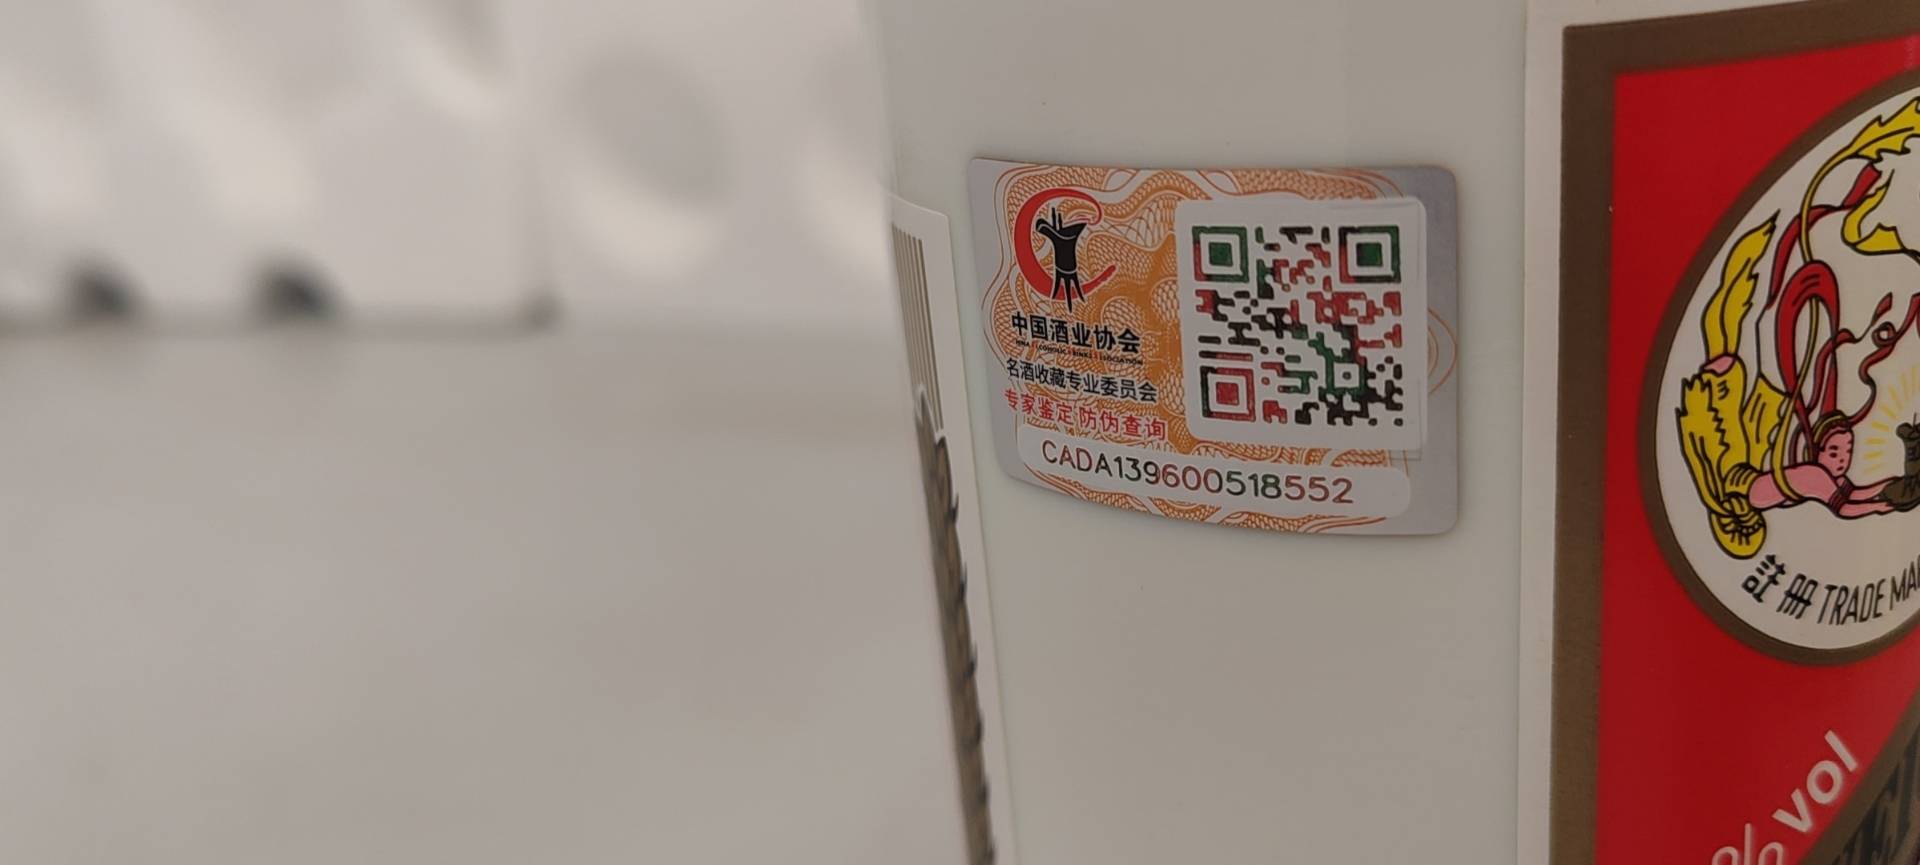 中国酒业协会
名酒收藏专业委员会
专家鉴定 防伪查询
CADA139600518552
註冊 TRADE MA
% vol